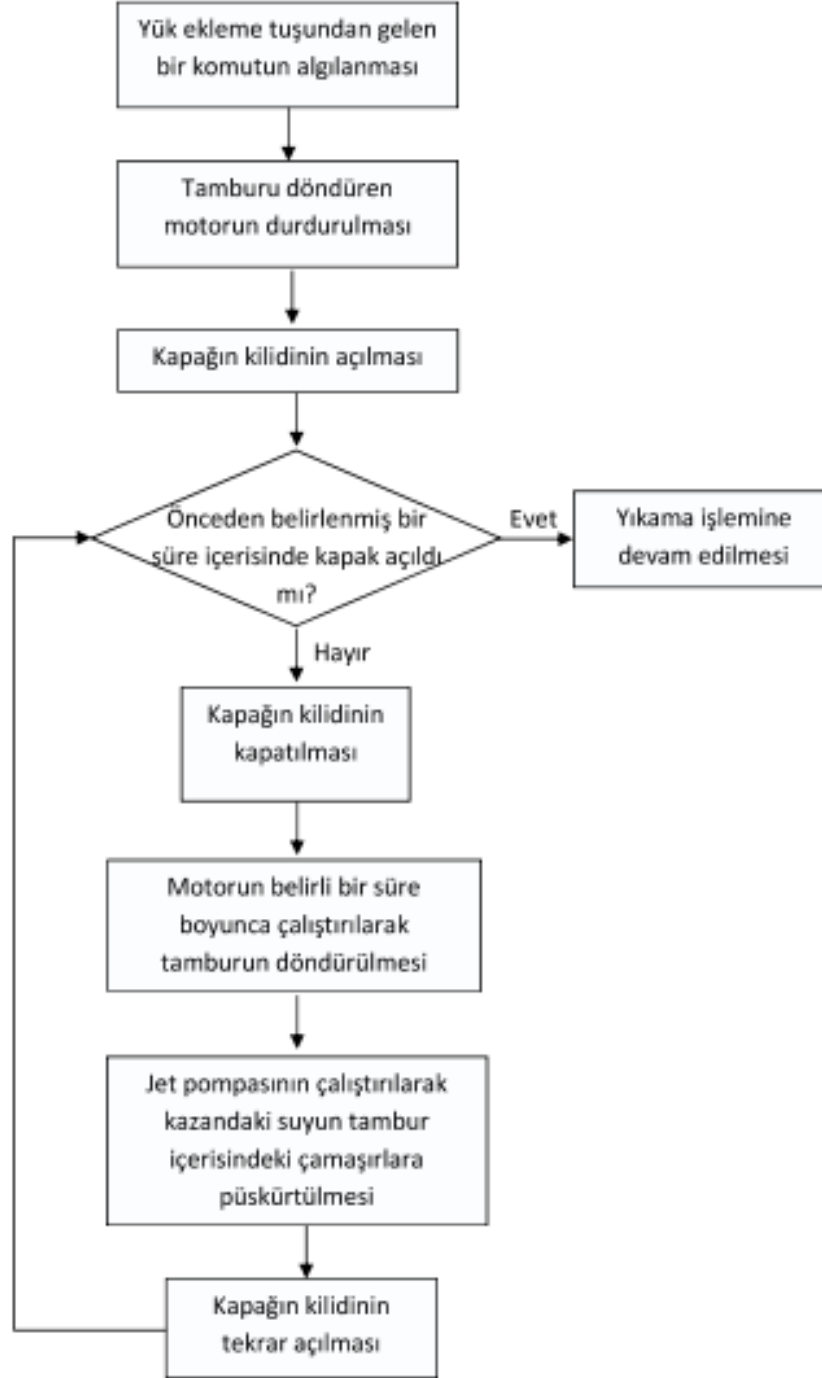 Yük ekleme tuşundan gelen
bir komutun algılanması
Tamburu döndüren
motorun durdurulması
Kapağın kilidinin açılması
Önceden belirlenmiş bir
süre içerisinde kapak açıldı
mı?
Evet
Yıkama işlemine
devam edilmesi
Hayır
Kapağın kilidinin
kapatılması
Motorun belirli bir süre
boyunca çalıştırılarak
tamburun döndürülmesi
Jet pompasının çalıştırılarak
kazandaki suyun tambur
içerisindeki çamaşırlara
püskürtülmesi
Kapağın kilidinin
tekrar açılması